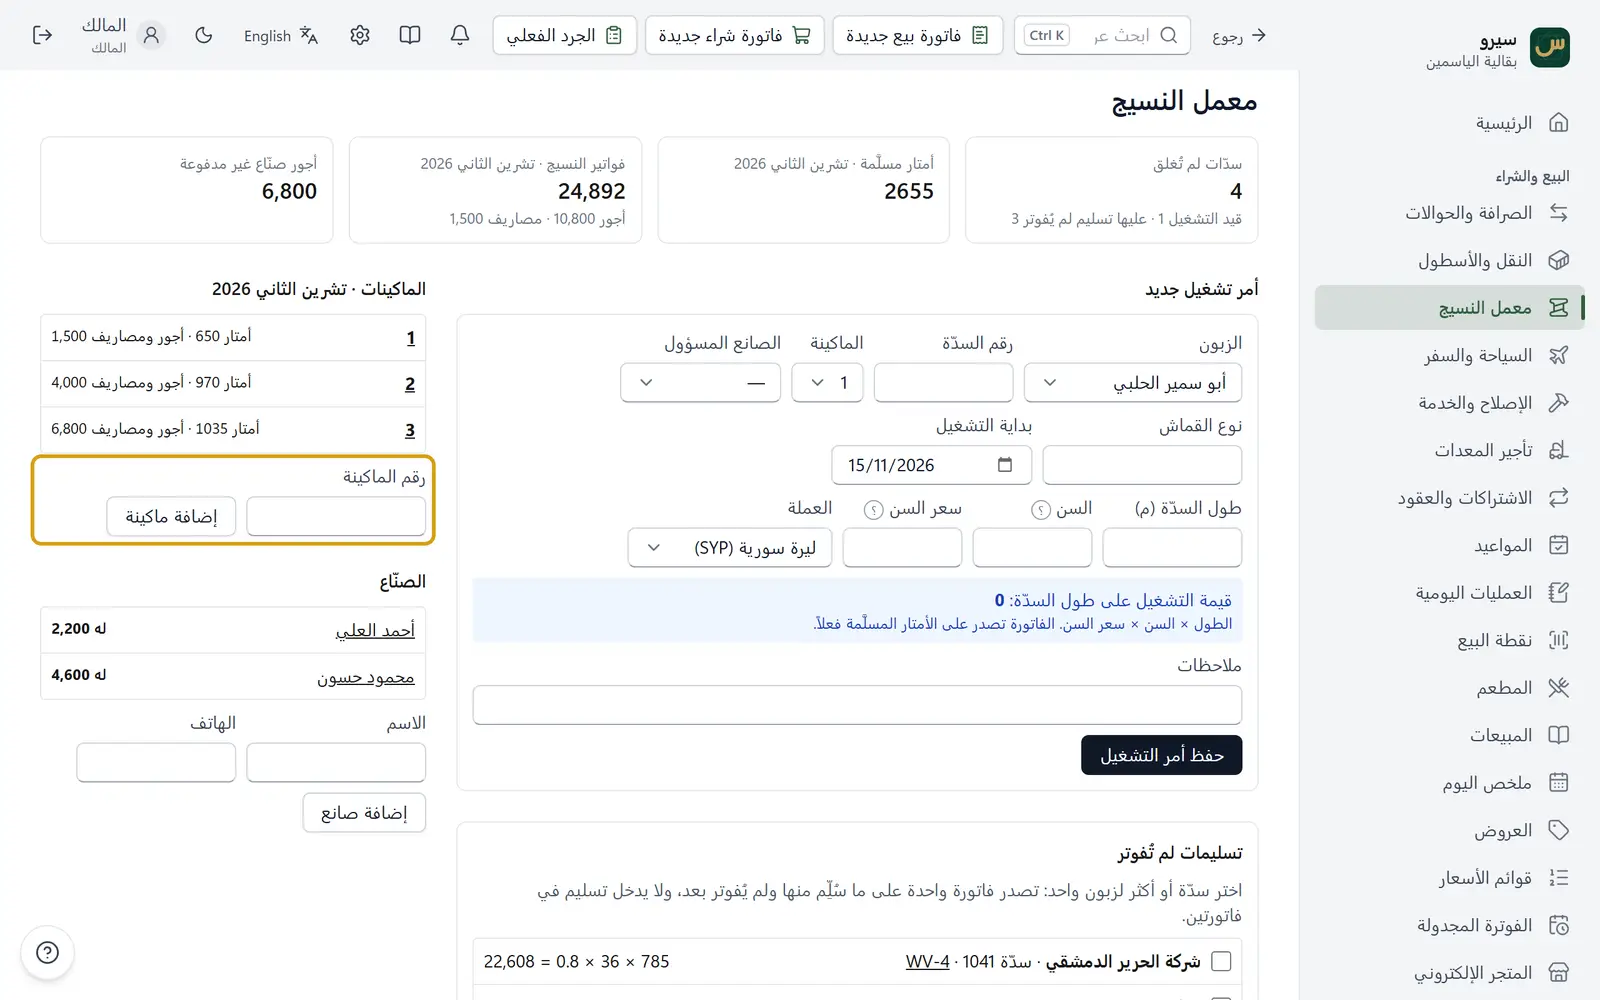 سيرو
بقالية الياسمين
رجوع
ابحث عر
Ctrl K
فاتورة بيع جديدة
فاتورة شراء جديدة
الجرد الفعلي
English
المالك
المالك
الرئيسية
البيع والشراء
الصرافة والحوالات
النقل والأسطول
معمل النسيج
السياحة والسفر
الإصلاح والخدمة
تأجير المعدات
الاشتراكات والعقود
المواعيد
العمليات اليومية
نقطة البيع
المطعم
المبيعات
ملخص اليوم
العروض
قوائم الأسعار
الفوترة المجدولة
المتجر الإلكتروني
معمل النسيج
سدّات لم تُغلق
4
قيد التشغيل 1 · عليها تسليم لم يُفوتر 3
أمتار مسلَّمة · تشرين الثاني 2026
2655
فواتير النسيج · تشرين الثاني 2026
24,892
أجور 10,800 · مصاريف 1,500
أجور صنّاع غير مدفوعة
6,800
أمر تشغيل جديد
الزبون
رقم السدّة
الماكينة
الصانع المسؤول
أبو سمير الحلبي
1
—
نوع القماش
بداية التشغيل
15/11/2026
طول السدّة (م)
السن ؟
سعر السن ؟
العملة
ليرة سورية (SYP)
قيمة التشغيل على طول السدّة: 0
الطول × السن × سعر السن. الفاتورة تصدر على الأمتار المسلَّمة فعلاً.
ملاحظات
حفظ أمر التشغيل
تسليمات لم تُفوتر
اختر سدّة أو أكثر لزبون واحد: تصدر فاتورة واحدة على ما سُلِّم منها ولم يُفوتر بعد، ولا يدخل تسليم في
فاتورتين.
شركة الحرير الدمشقي · سدّة 1041 · WV-4
785 × 36 × 0.8 = 22,608
الماكينات · تشرين الثاني 2026
1
أمتار 650 · أجور ومصاريف 1,500
2
أمتار 970 · أجور ومصاريف 4,000
3
أمتار 1035 · أجور ومصاريف 6,800
رقم الماكينة
إضافة ماكينة
الصنّاع
أحمد العلي
له 2,200
محمود حسون
له 4,600
الاسم
الهاتف
إضافة صانع